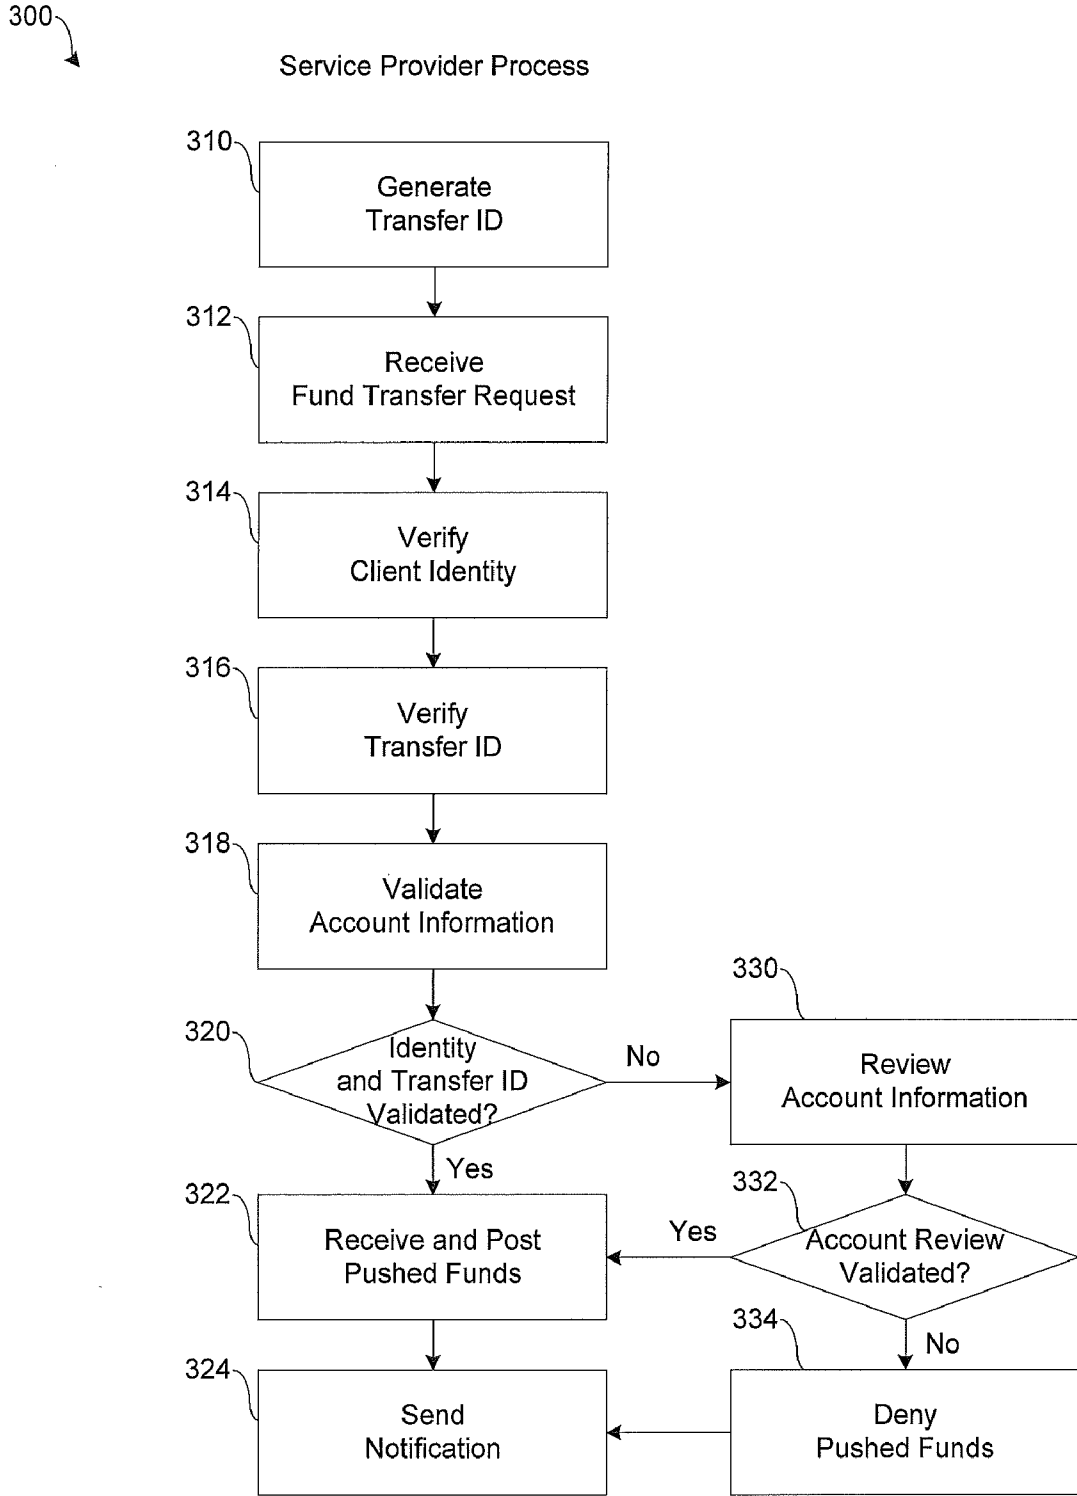 300
Service Provider Process
310
Generate
Transfer ID
312
Receive
Fund Transfer Request
314
Verify
Client Identity
316
Verify
Transfer ID
318
Validate
Account Information
320
Identity
and Transfer ID
Validated?
No
Yes
330
Review
Account Information
332
Account Review
Validated?
Yes
No
322
Receive and Post
Pushed Funds
334
Deny
Pushed Funds
324
Send
Notification